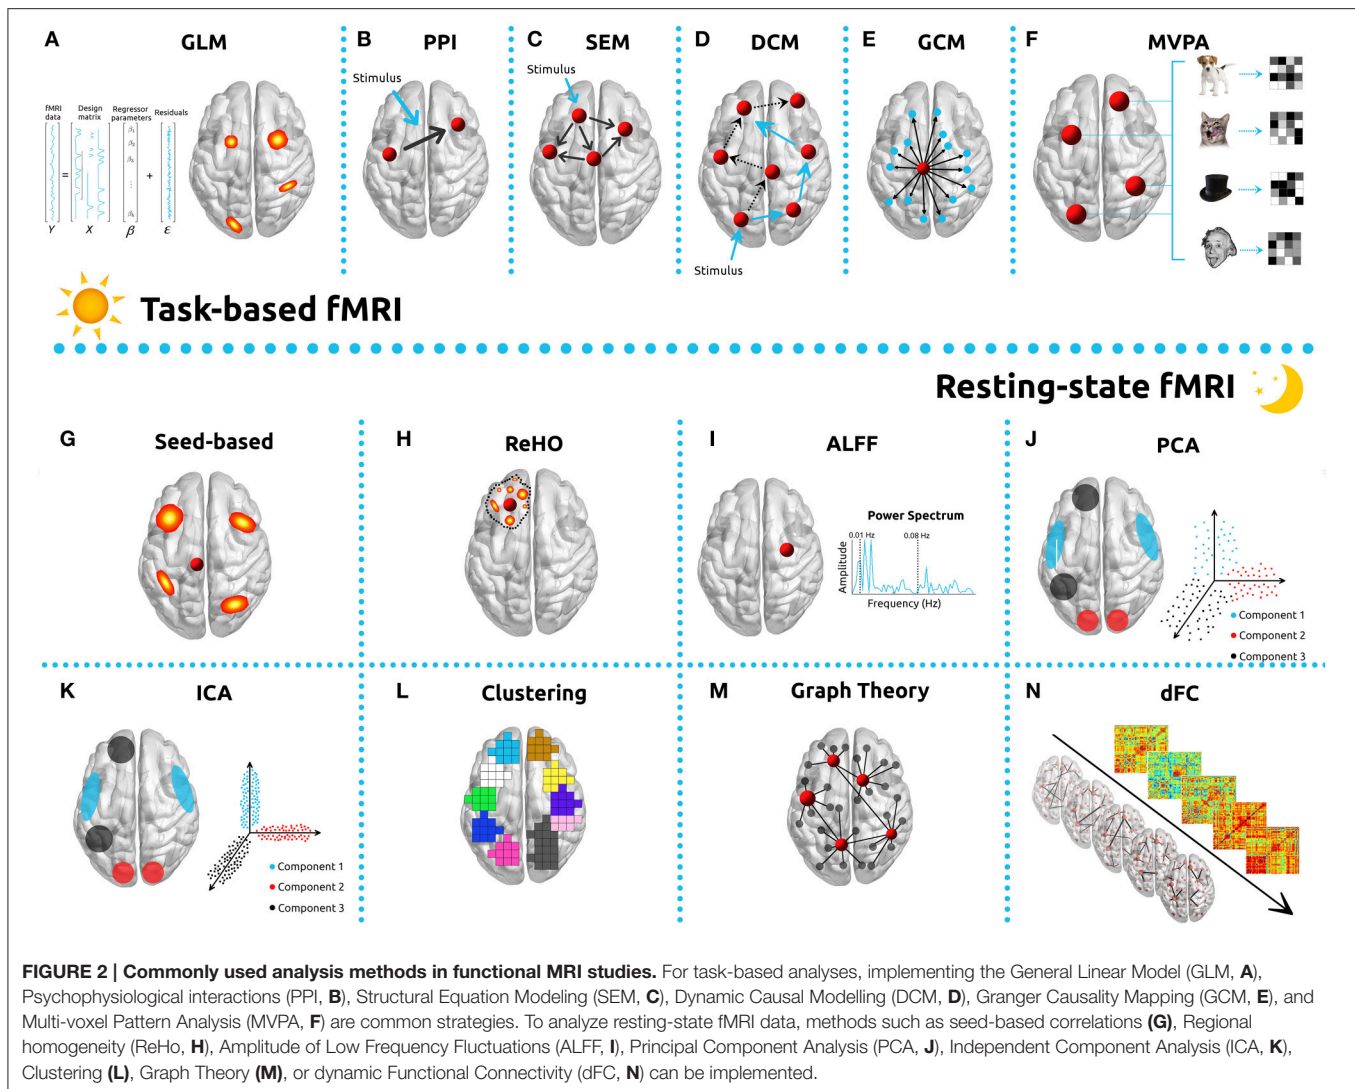 A
GLM
fMRI
data
Design
matrix
Regressor
parameters
Residuals
=
β1
β2
β3
⋮
βk
+
Y
X
β
ε
B
PPI
Stimulus
C
SEM
Stimulus
D
DCM
Stimulus
E
GCM
F
MVPA
Task-based fMRI
Resting-state fMRI
G
Seed-based
H
ReHO
I
ALFF
Power Spectrum
0.01 Hz
0.08 Hz
Amplitude
Frequency (Hz)
J
PCA
Component 1
Component 2
Component 3
K
ICA
Component 1
Component 2
Component 3
L
Clustering
M
Graph Theory
N
dFC
FIGURE 2 | Commonly used analysis methods in functional MRI studies. For task-based analyses, implementing the General Linear Model (GLM, A),
Psychophysiological interactions (PPI, B), Structural Equation Modeling (SEM, C), Dynamic Causal Modelling (DCM, D), Granger Causality Mapping (GCM, E), and
Multi-voxel Pattern Analysis (MVPA, F) are common strategies. To analyze resting-state fMRI data, methods such as seed-based correlations (G), Regional
homogeneity (ReHo, H), Amplitude of Low Frequency Fluctuations (ALFF, I), Principal Component Analysis (PCA, J), Independent Component Analysis (ICA, K),
Clustering (L), Graph Theory (M), or dynamic Functional Connectivity (dFC, N) can be implemented.